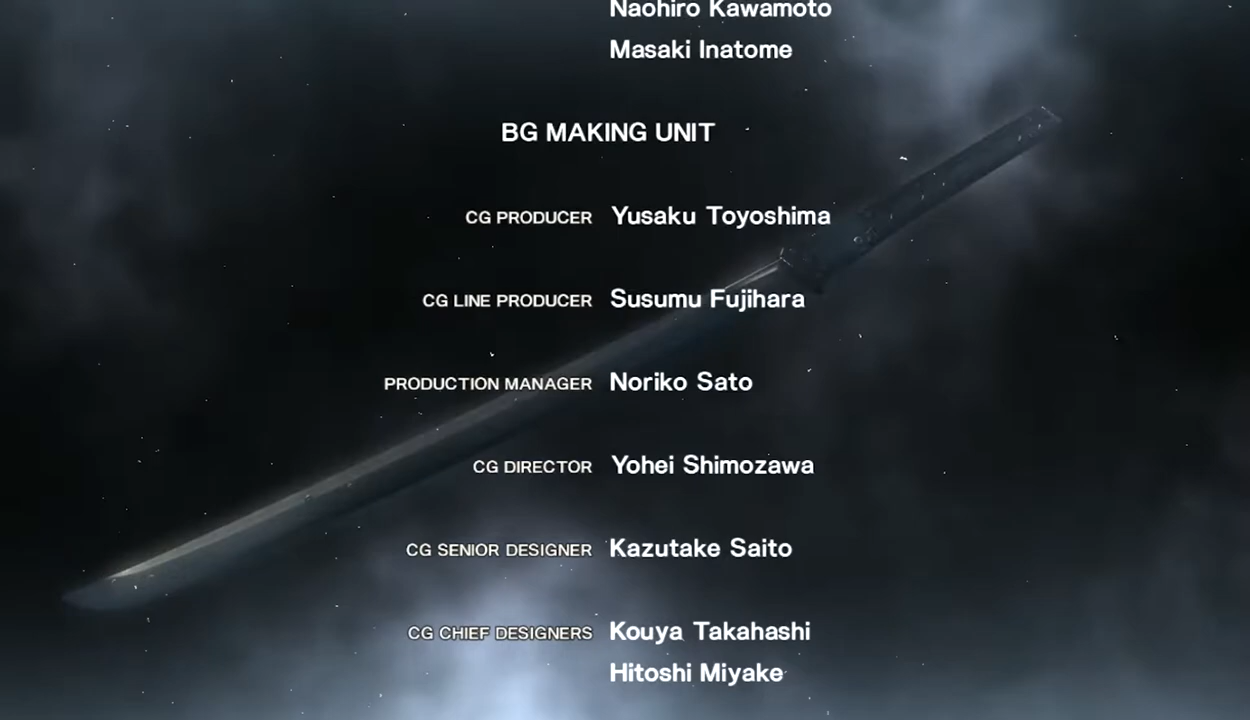 Naohiro Kawamoto
Masaki Inatome
BG MAKING UNIT
CG PRODUCER Yusaku Toyoshima
CG LINE PRODUCER Susumu Fujihara
PRODUCTION MANAGER Noriko Sato
CG DIRECTOR Yohei Shimozawa
CG SENIOR DESIGNER Kazutake Saito
CG CHIEF DESIGNERS Kouya Takahashi
Hitoshi Miyake